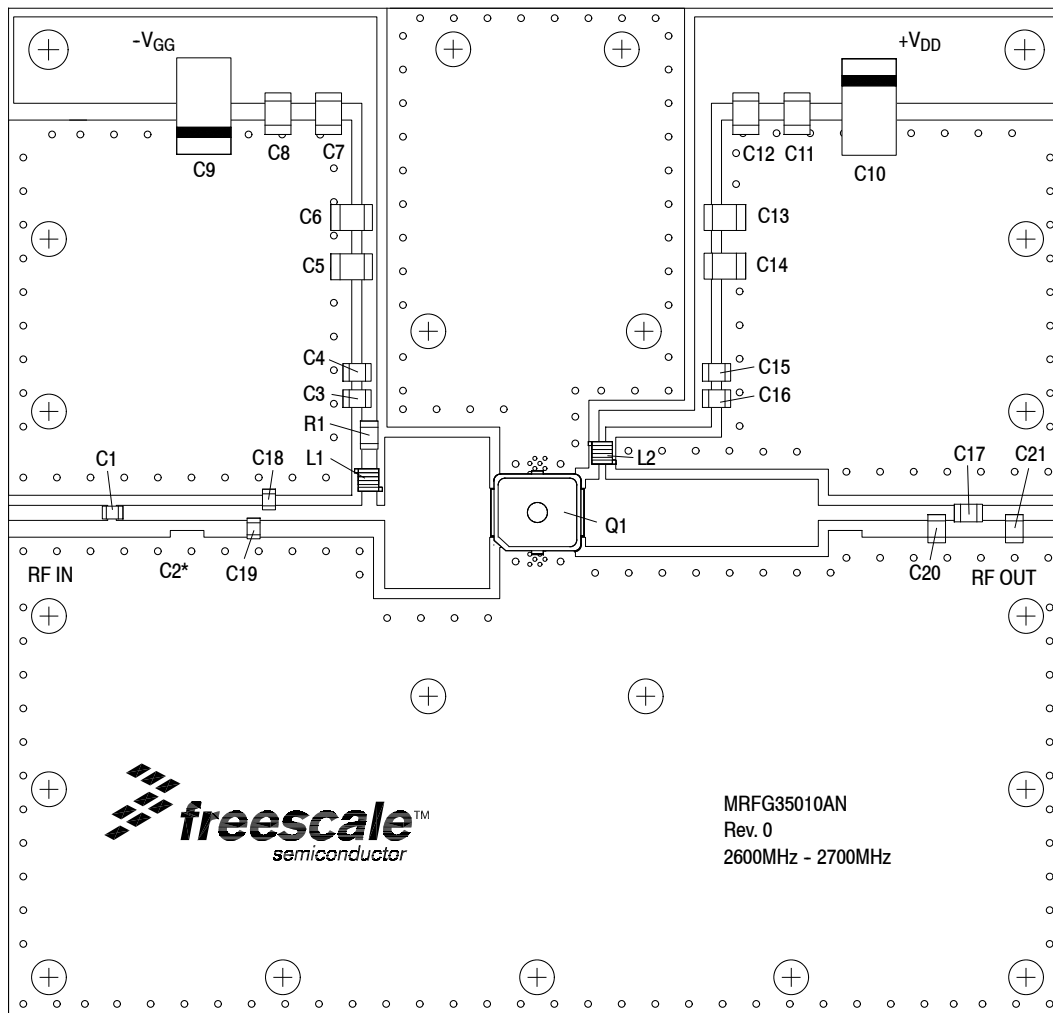 -VGG
+VDD
C9
C8
C7
C12
C11
C10
C6
C13
C5
C14
C4
C15
C3
C16
R1
L1
L2
C1
C18
C17
C21
Q1
C2*
C19
C20
RF IN
RF OUT
freescale™
semiconductor
MRFG35010AN
Rev. 0
2600MHz - 2700MHz